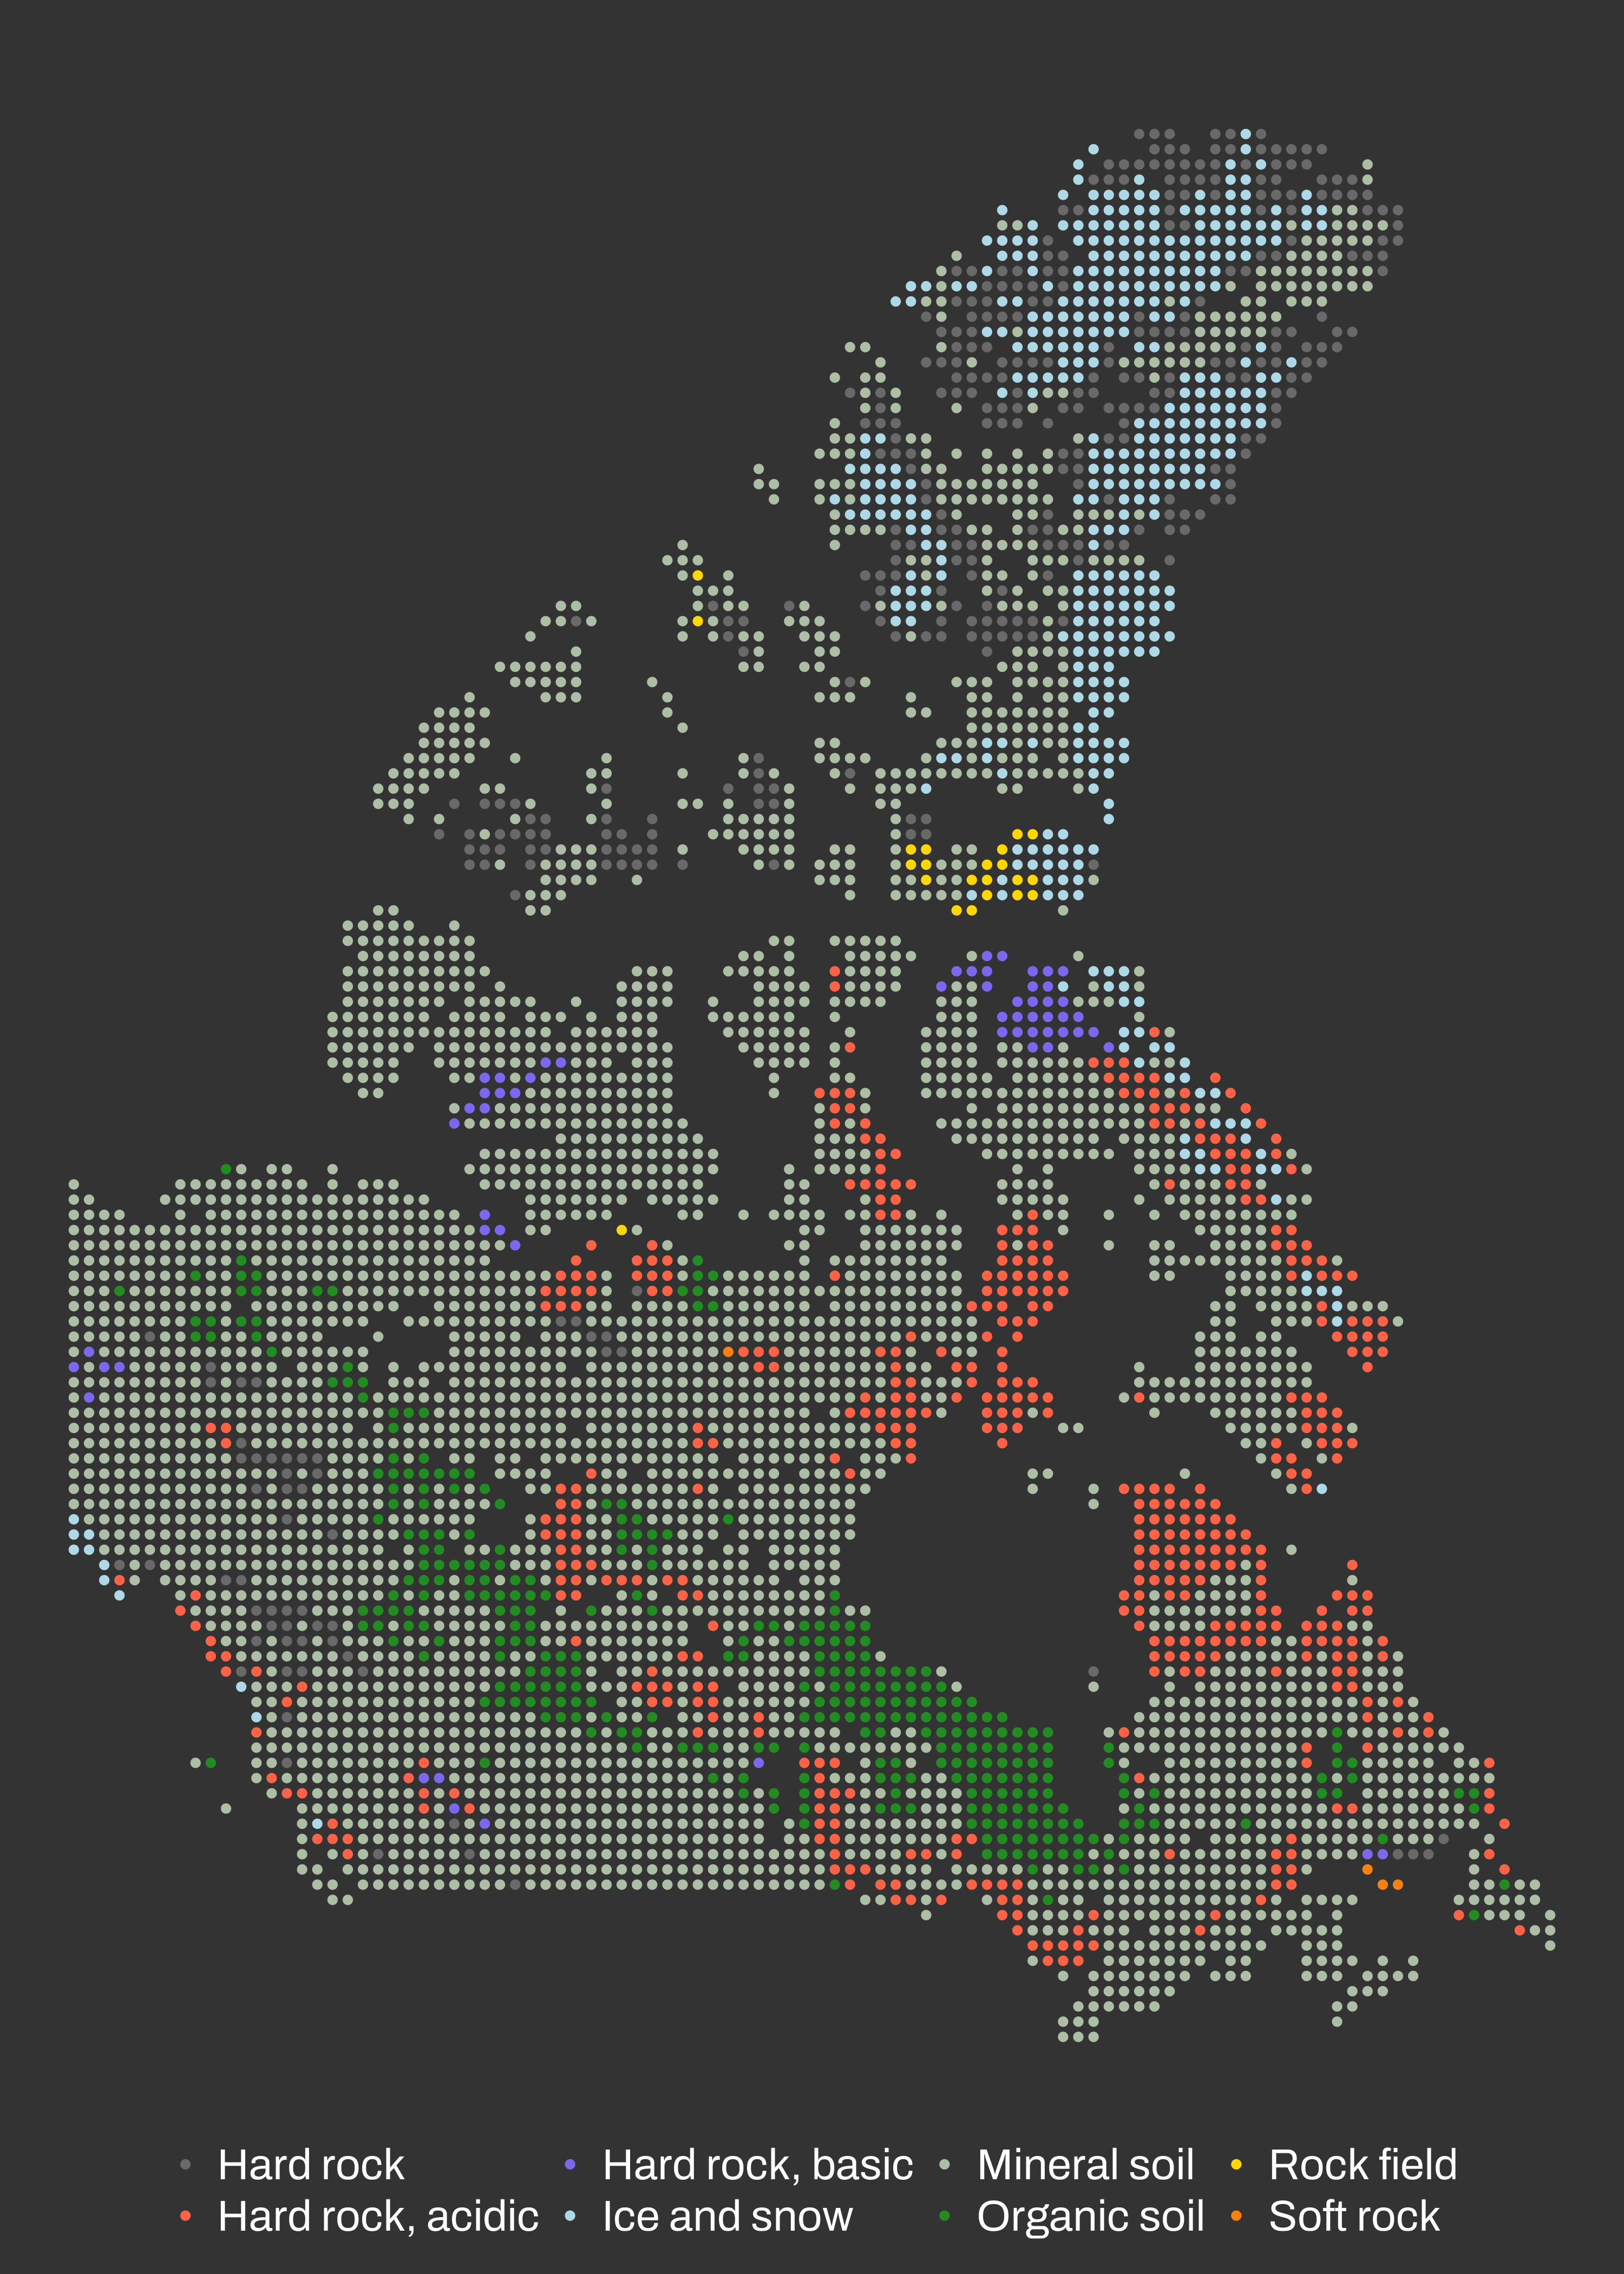 Hard rock Hard rock, basic Mineral soil Rock field
Hard rock, acidic Ice and snow Organic soil Soft rock